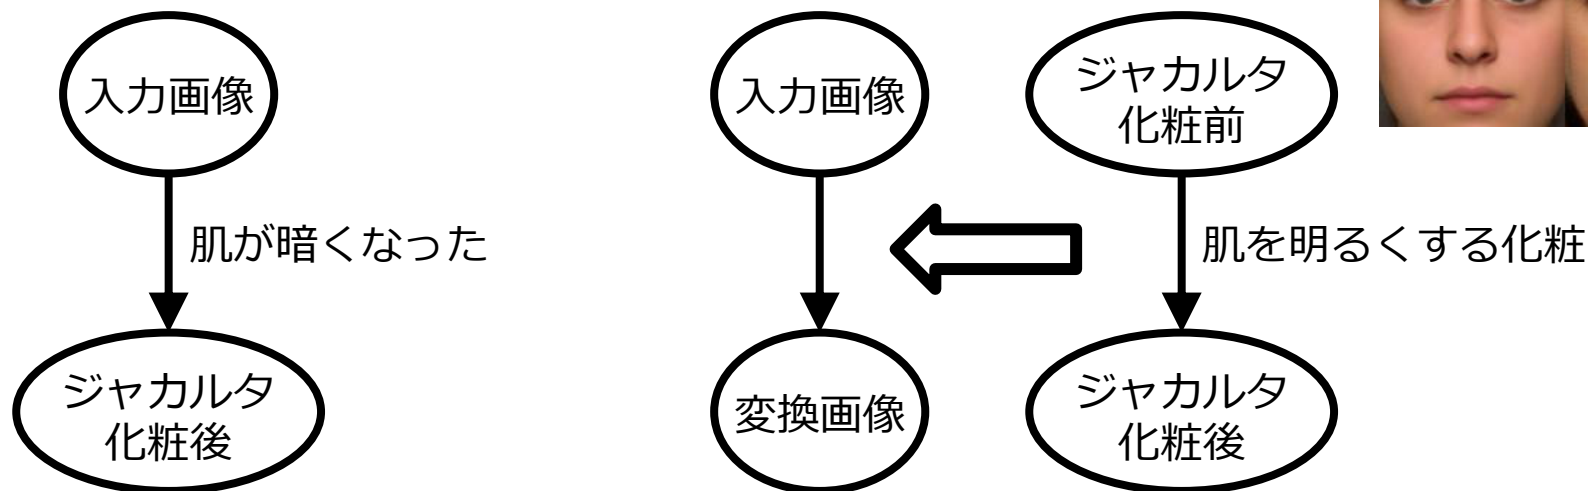 入力画像
肌が暗くなった
ジャカルタ
化粧後
入力画像
ジャカルタ
化粧前
肌を明るくする化粧
変換画像
ジャカルタ
化粧後